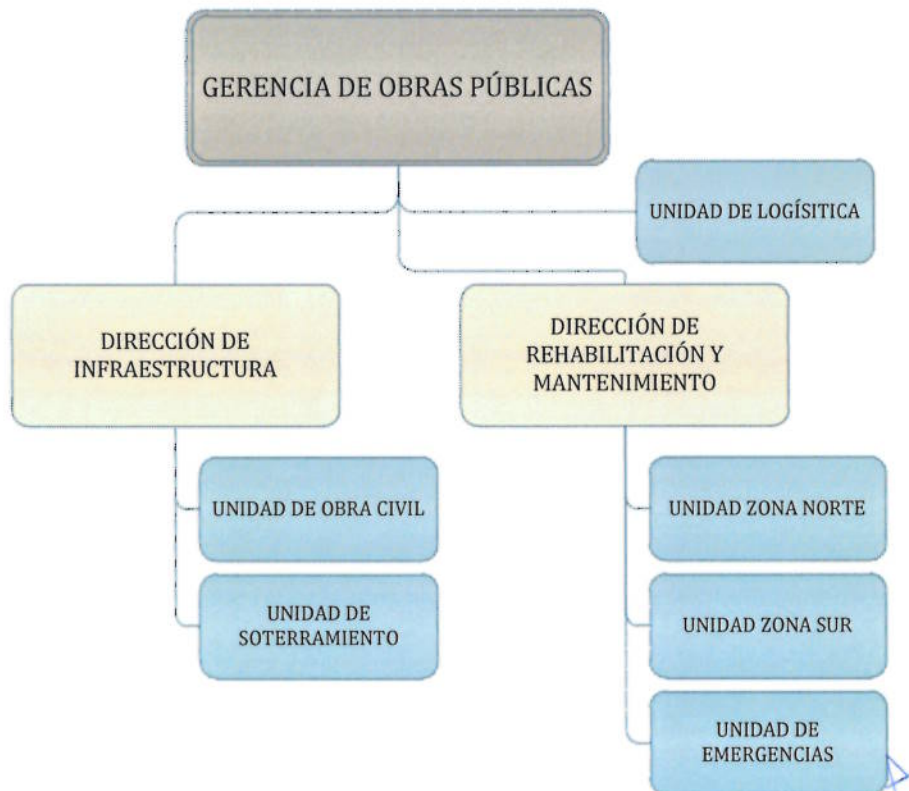 GERENCIA DE OBRAS PÚBLICAS
UNIDAD DE LOGÍSITICA
DIRECCIÓN DE
INFRAESTRUCTURA
DIRECCIÓN DE
REHABILITACIÓN Y
MANTENIMIENTO
UNIDAD DE OBRA CIVIL
UNIDAD DE
SOTERRAMIENTO
UNIDAD ZONA NORTE
UNIDAD ZONA SUR
UNIDAD DE
EMERGENCIAS